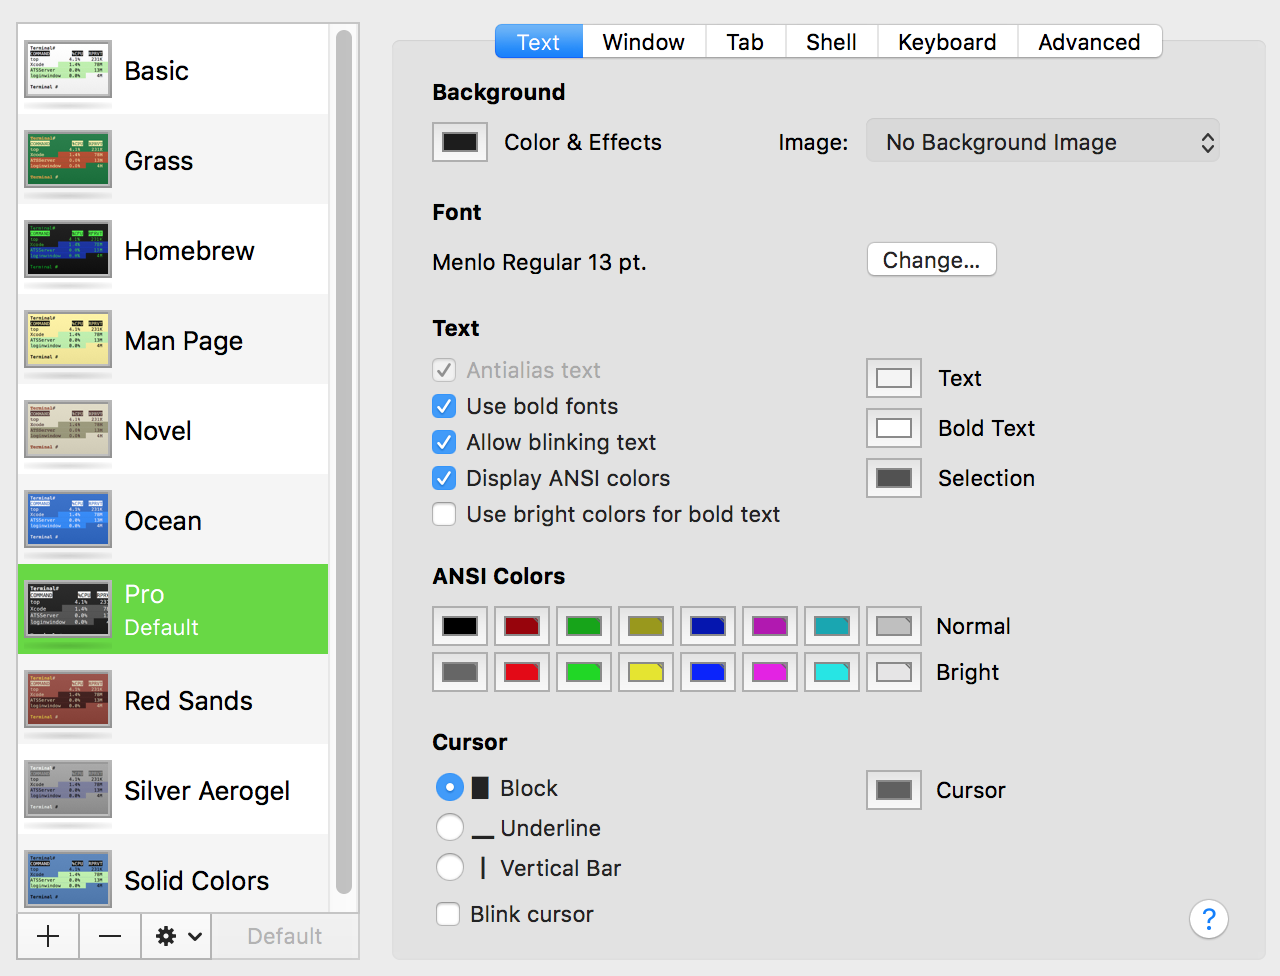 Basic
Grass
Homebrew
Man Page
Novel
Ocean
Pro
Default
Red Sands
Silver Aerogel
Solid Colors
Default
Text Window Tab Shell Keyboard Advanced
Background
Color & Effects Image: No Background Image
Font
Menlo Regular 13 pt. Change...
Text
Antialias text
Use bold fonts
Allow blinking text
Display ANSI colors
Use bright colors for bold text
Text
Bold Text
Selection
ANSI Colors
Normal
Bright
Cursor
Block
Underline
Vertical Bar
Blink cursor
Cursor
?